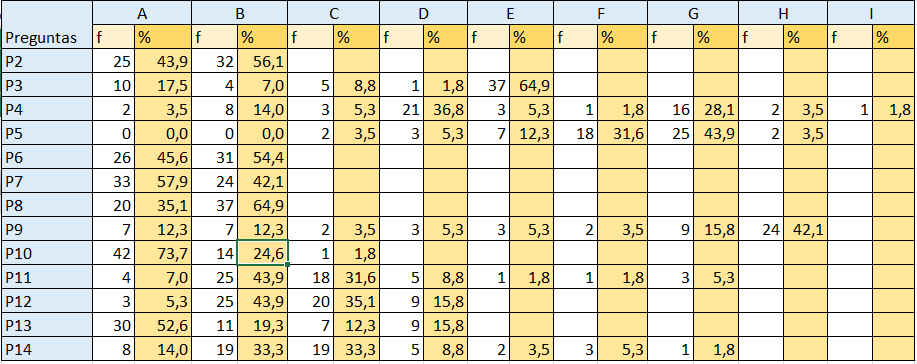 A B C D E F G H I
Preguntas f % f % f % f % f % f % f % f % f %
P2 25 43,9 32 56,1
P3 10 17,5 4 7,0 5 8,8 1 1,8 37 64,9
P4 2 3,5 8 14,0 3 5,3 21 36,8 3 5,3 1 1,8 16 28,1 2 3,5 1 1,8
P5 0 0,0 0 0,0 2 3,5 3 5,3 7 12,3 18 31,6 25 43,9 2 3,5
P6 26 45,6 31 54,4
P7 33 57,9 24 42,1
P8 20 35,1 37 64,9
P9 7 12,3 7 12,3 2 3,5 3 5,3 3 5,3 2 3,5 9 15,8 24 42,1
P10 42 73,7 14 24,6 1 1,8
P11 4 7,0 25 43,9 18 31,6 5 8,8 1 1,8 1 1,8 3 5,3
P12 3 5,3 25 43,9 20 35,1 9 15,8
P13 30 52,6 11 19,3 7 12,3 9 15,8
P14 8 14,0 19 33,3 19 33,3 5 8,8 2 3,5 3 5,3 1 1,8